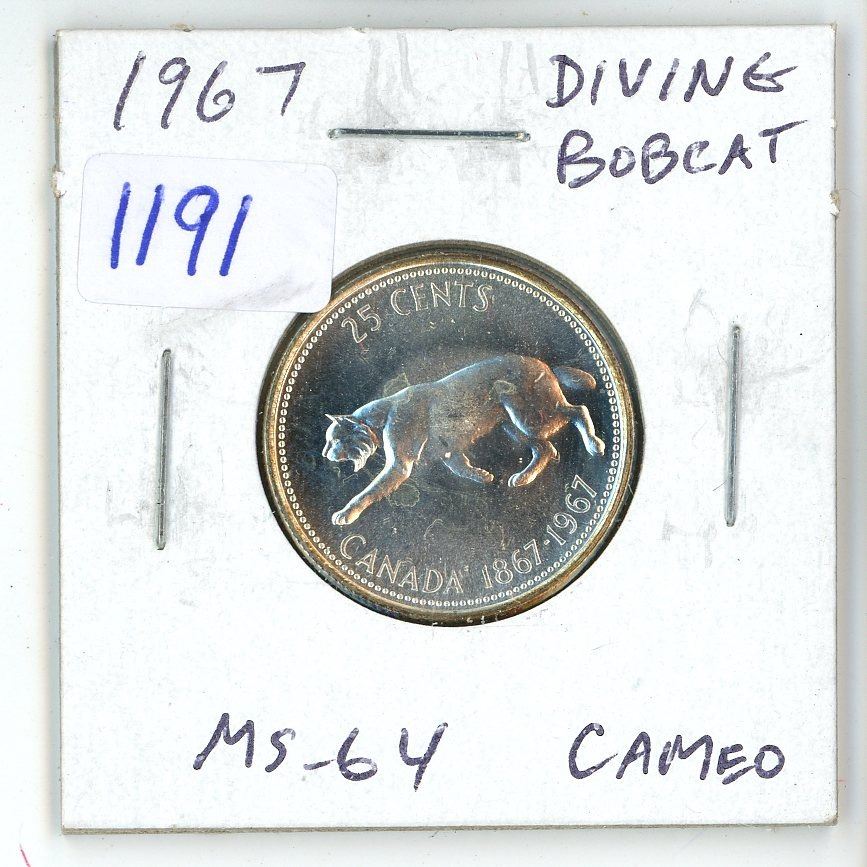 1967 DIVING
BOBCAT
1191
25 CENTS
CANADA 1867-1967
MS-64 CAMEO